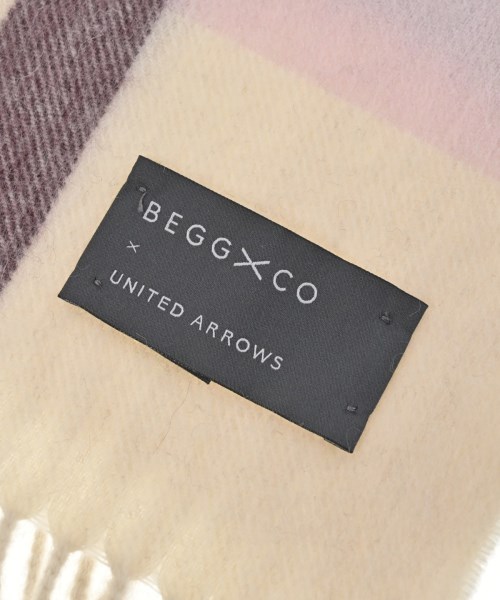 BEGG X CO
×
UNITED ARROWS